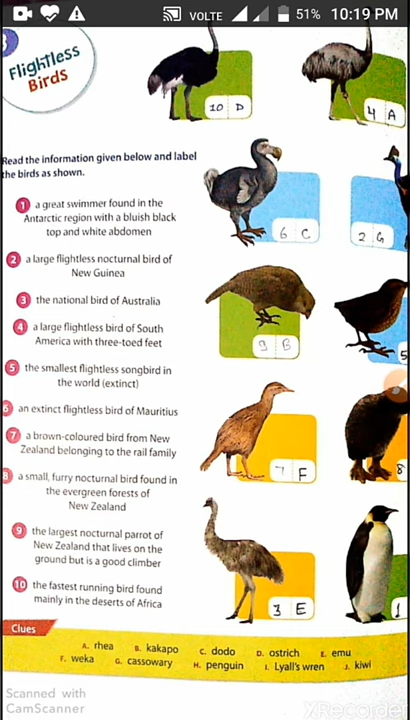 VOLTE 51% 10:19 PM
Flightless
Birds
10 D
4 A
Read the information given below and label
the birds as shown.
1 a great swimmer found in the
Antarctic region with a bluish black
top and white abdomen
6 C
2 G
2 a large flightless nocturnal bird of
New Guinea
3 the national bird of Australia
4 a large flightless bird of South
America with three-toed feet
9 B
5
5 the smallest flightless songbird in
the world (extinct)
6 an extinct flightless bird of Mauritius
7 a brown-coloured bird from New
Zealand belonging to the rail family
7 F
8
8 a small, furry nocturnal bird found in
the evergreen forests of
New Zealand
9 the largest nocturnal parrot of
New Zealand that lives on the
ground but is a good climber
10 the fastest running bird found
mainly in the deserts of Africa
3 E
1
Clues
A. rhea B. kakapo C. dodo D. ostrich E. emu
F. weka G. cassowary H. penguin I. Lyall's wren J. kiwi
Scanned with
CamScanner
XRecorder